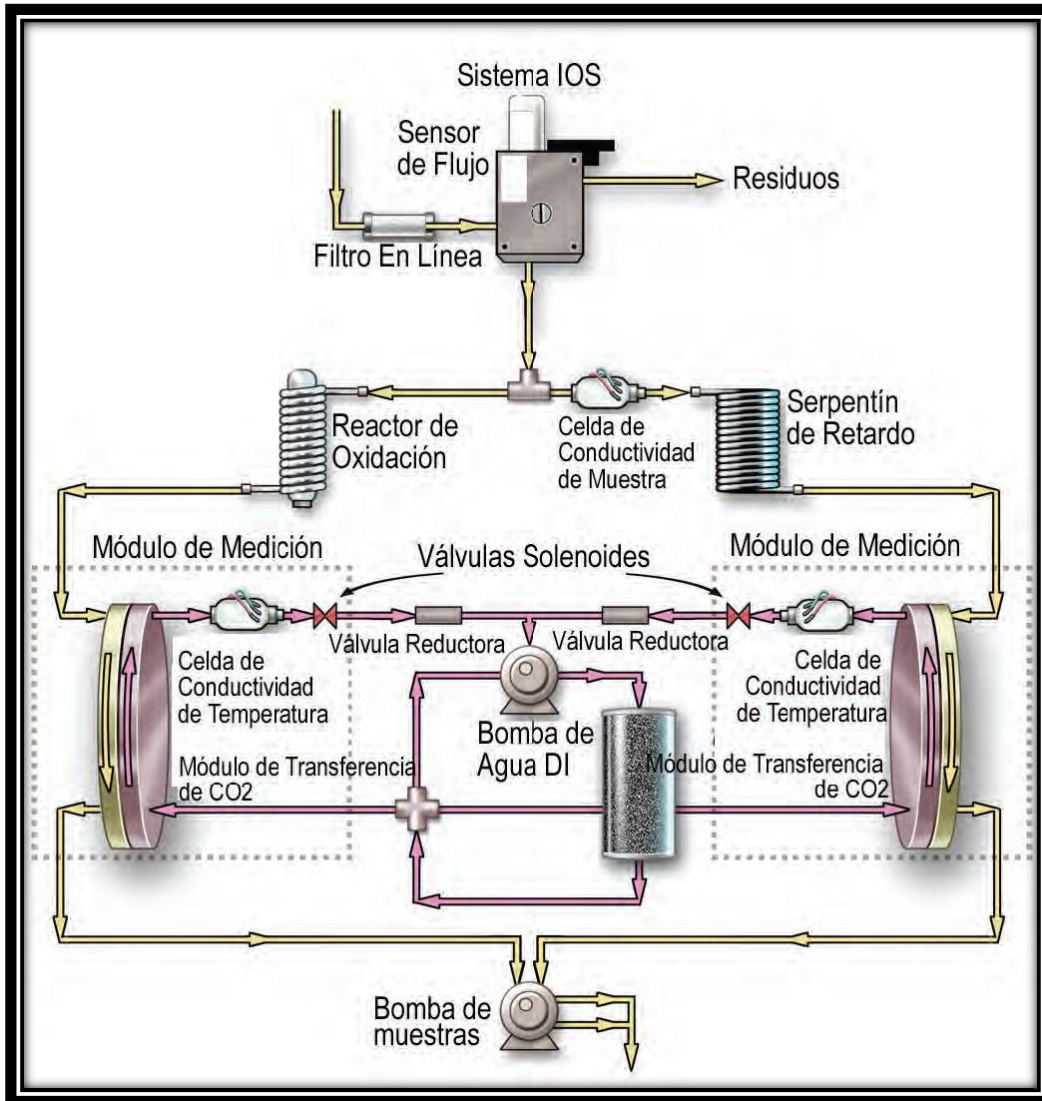 Sistema IOS
Sensor
de Flujo
Residuos
Filtro En Línea
Reactor de
Oxidación
Celda de
Conductividad
de Muestra
Serpentín
de Retardo
Módulo de Medición
Válvulas Solenoides
Módulo de Medición
Válvula Reductora
Válvula Reductora
Celda de
Conductividad
de Temperatura
Bomba de
Agua DI
Celda de
Conductividad
de Temperatura
Módulo de Transferencia
de CO2
Módulo de Transferencia
de CO2
Bomba de
muestras